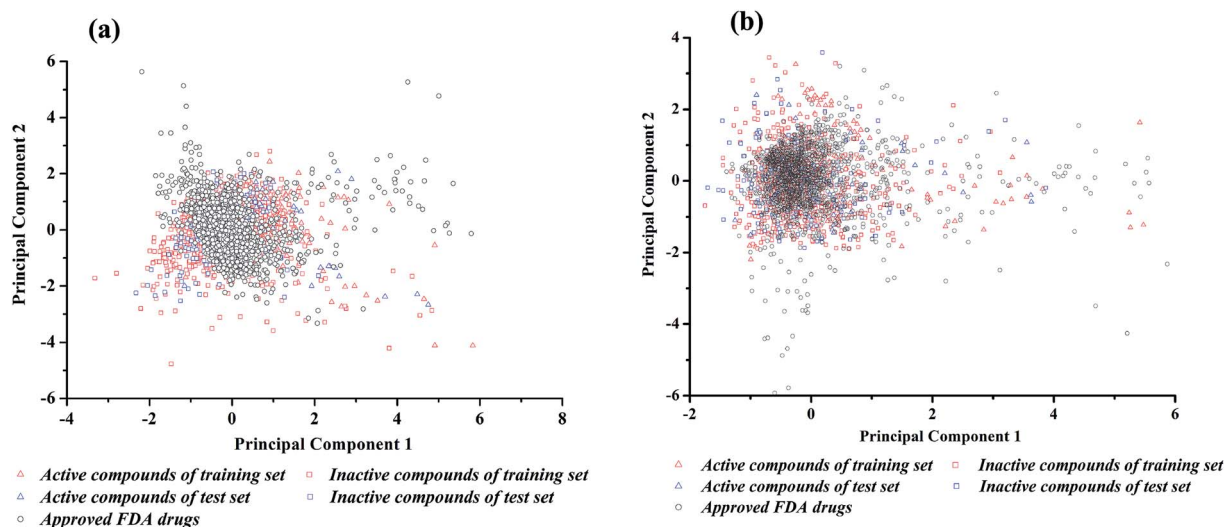 (a)
6
4
2
0
-2
-4
-6
Principal Component 2
-4 -2 0 2 4 6 8
Principal Component 1
Active compounds of training set Inactive compounds of training set
Active compounds of test set Inactive compounds of test set
Approved FDA drugs
(b)
4
2
0
-2
-4
-6
Principal Component 2
-2 0 2 4 6
Principal Component 1
Active compounds of training set Inactive compounds of training set
Active compounds of test set Inactive compounds of test set
Approved FDA drugs